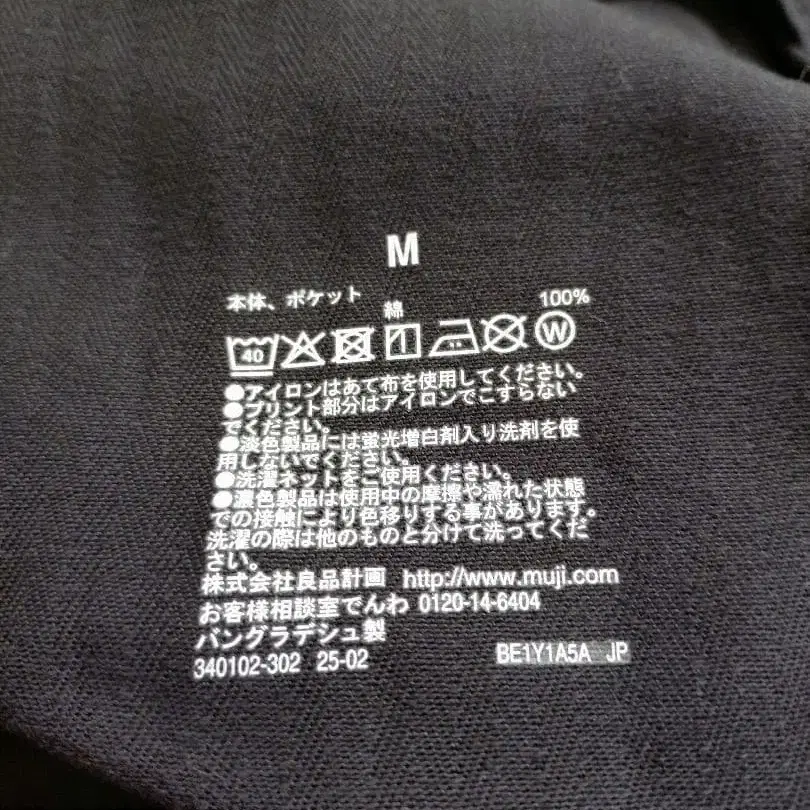 M
本体、ポケット
綿 100%
40 W
●アイロンはあて布を使用してください。
●プリント部分はアイロンでこすらない
でください。
●淡色製品には蛍光増白剤入り洗剤を使
用しないでください。
●洗濯ネットをご使用ください。
●濃色製品は使用中の摩擦や濡れた状態
での接触により色移りする事があります。
洗濯の際は他のものと分けて洗ってくだ
さい。
株式会社良品計画 http://www.muji.com
お客様相談室でんわ 0120-14-6404
バングラデシュ製
340102-302 25-02 BE1Y1A5A JP